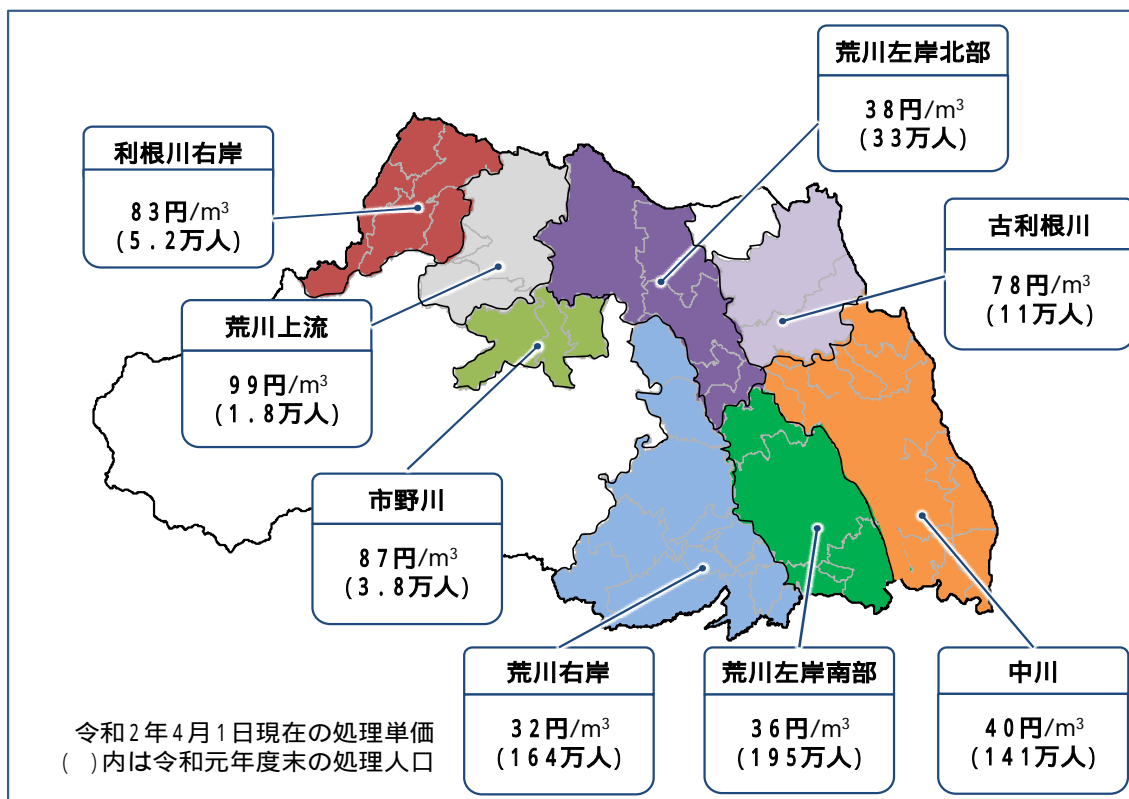 荒川左岸北部
38円/m³
(33万人)
利根川右岸
83円/m³
(5.2万人)
古利根川
78円/m³
(11万人)
荒川上流
99円/m³
(1.8万人)
市野川
87円/m³
(3.8万人)
荒川右岸
32円/m³
(164万人)
荒川左岸南部
36円/m³
(195万人)
中川
40円/m³
(141万人)
令和2年4月1日現在の処理単価
( )内は令和元年度末の処理人口